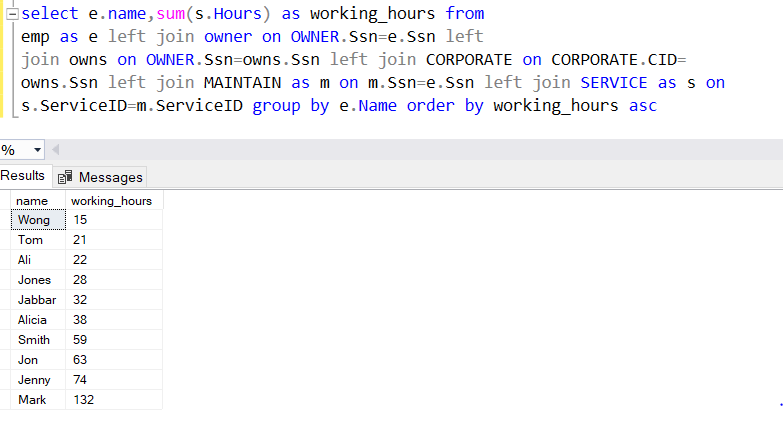 select e.name,sum(s.Hours) as working_hours from
emp as e left join owner on OWNER.Ssn=e.Ssn left
join owns on OWNER.Ssn=owns.Ssn left join CORPORATE on CORPORATE.CID=
owns.Ssn left join MAINTAIN as m on m.Ssn=e.Ssn left join SERVICE as s on
s.ServiceID=m.ServiceID group by e.Name order by working_hours asc
%
Results Messages
name working_hours
Wong 15
Tom 21
Ali 22
Jones 28
Jabbar 32
Alicia 38
Smith 59
Jon 63
Jenny 74
Mark 132